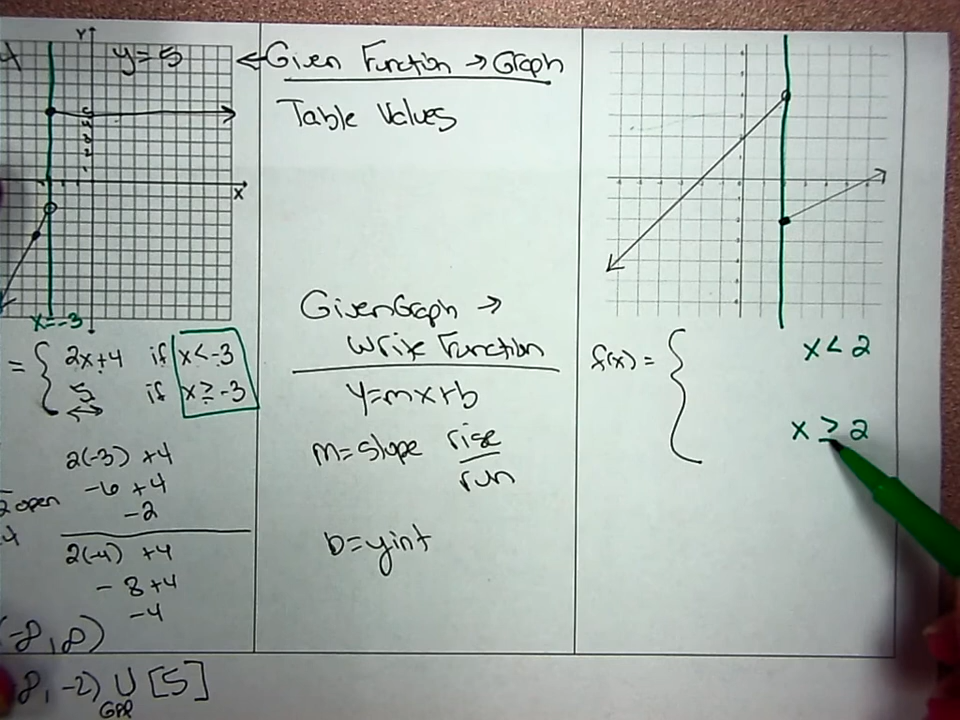 Y
y=5
x
x=-3
= { 2x+4 if x<-3
5 if x≥-3
2(-3) +4
-6 +4
-2
open
2(-4) +4
-8+4
-4
(-∞, ∞)
∞, -2) U [5]
← Given Function → Graph
Table Values
Given Graph →
Write Function
y=mx+b
m=slope rise
run
b=yint
f(x) = {
x < 2
x ≥ 2